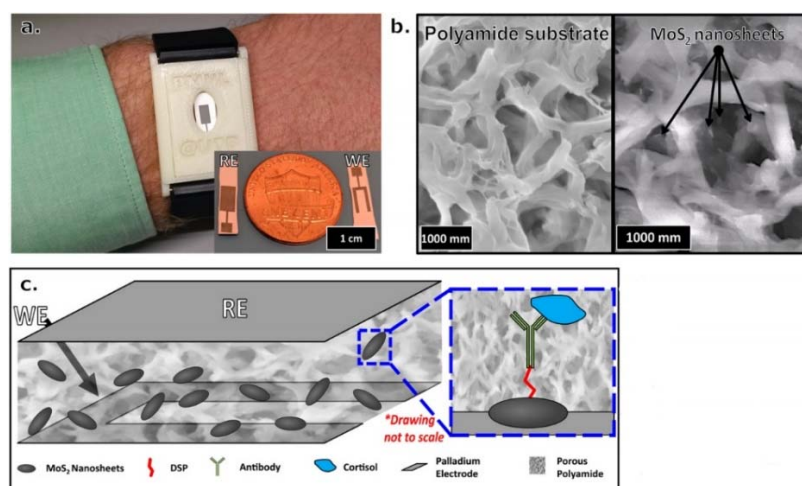 a.
RE
WE
1 cm
b.
Polyamide substrate
MoS₂ nanosheets
1000 mm
1000 mm
c.
WE
RE
*Drawing
not to scale
MoS₂ Nanosheets
DSP
Antibody
Cortisol
Palladium
Electrode
Porous
Polyamide